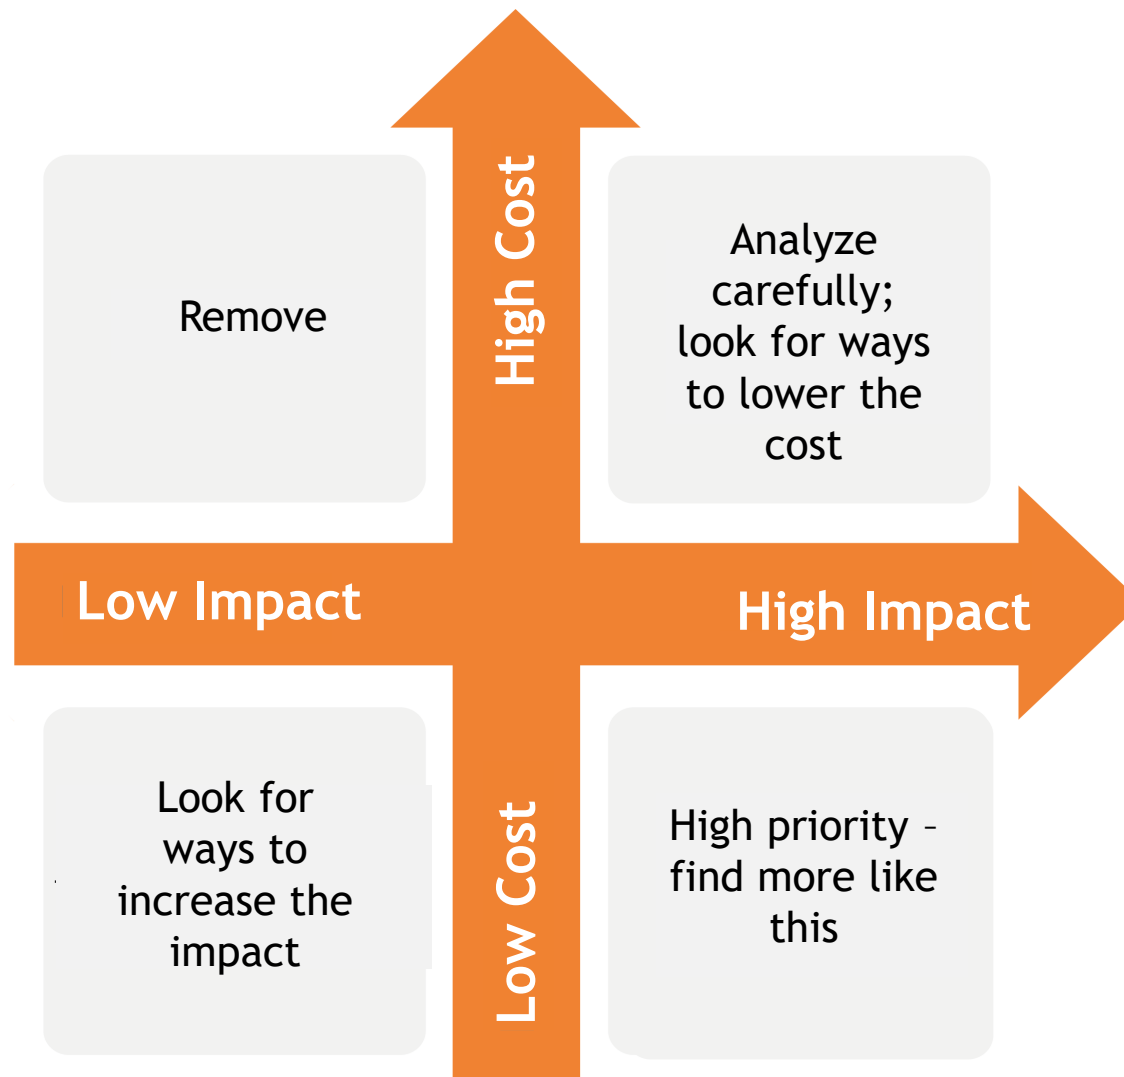 High Cost
Remove
Analyze
carefully;
look for ways
to lower the
cost
Low Impact
High Impact
Look for
ways to
increase the
impact
Low Cost
High priority –
find more like
this